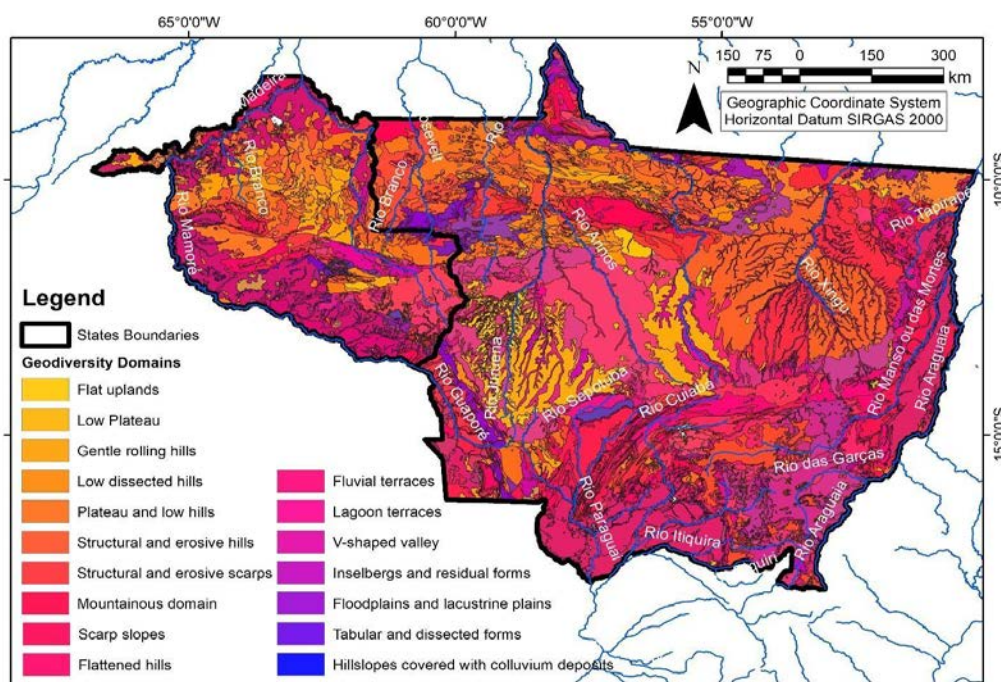 65°0'0"W
60°0'0"W
55°0'0"W
150 75 0 150 300
km
N
Geographic Coordinate System
Horizontal Datum SIRGAS 2000
10°0'0"S
15°0'0"S
Madeira
Rio Branco
Rio Mamoré
Rio Branco
osevelt
Rio
Rio Arinos
Rio Tapirapé
Rio Xingu
Rio Manso ou das Mortes
Rio Araguaia
Rio Juruena
Rio Guaporé
Rio Sepotuba
Rio Cuiabá
Rio das Garças
Rio Paraguai
Rio Itiquira
Rio Araguaia
Legend
States Boundaries
Geodiversity Domains
Flat uplands
Low Plateau
Gentle rolling hills
Low dissected hills
Plateau and low hills
Structural and erosive hills
Structural and erosive scarps
Mountainous domain
Scarp slopes
Flattened hills
Fluvial terraces
Lagoon terraces
V-shaped valley
Inselbergs and residual forms
Floodplains and lacustrine plains
Tabular and dissected forms
Hillslopes covered with colluvium deposits